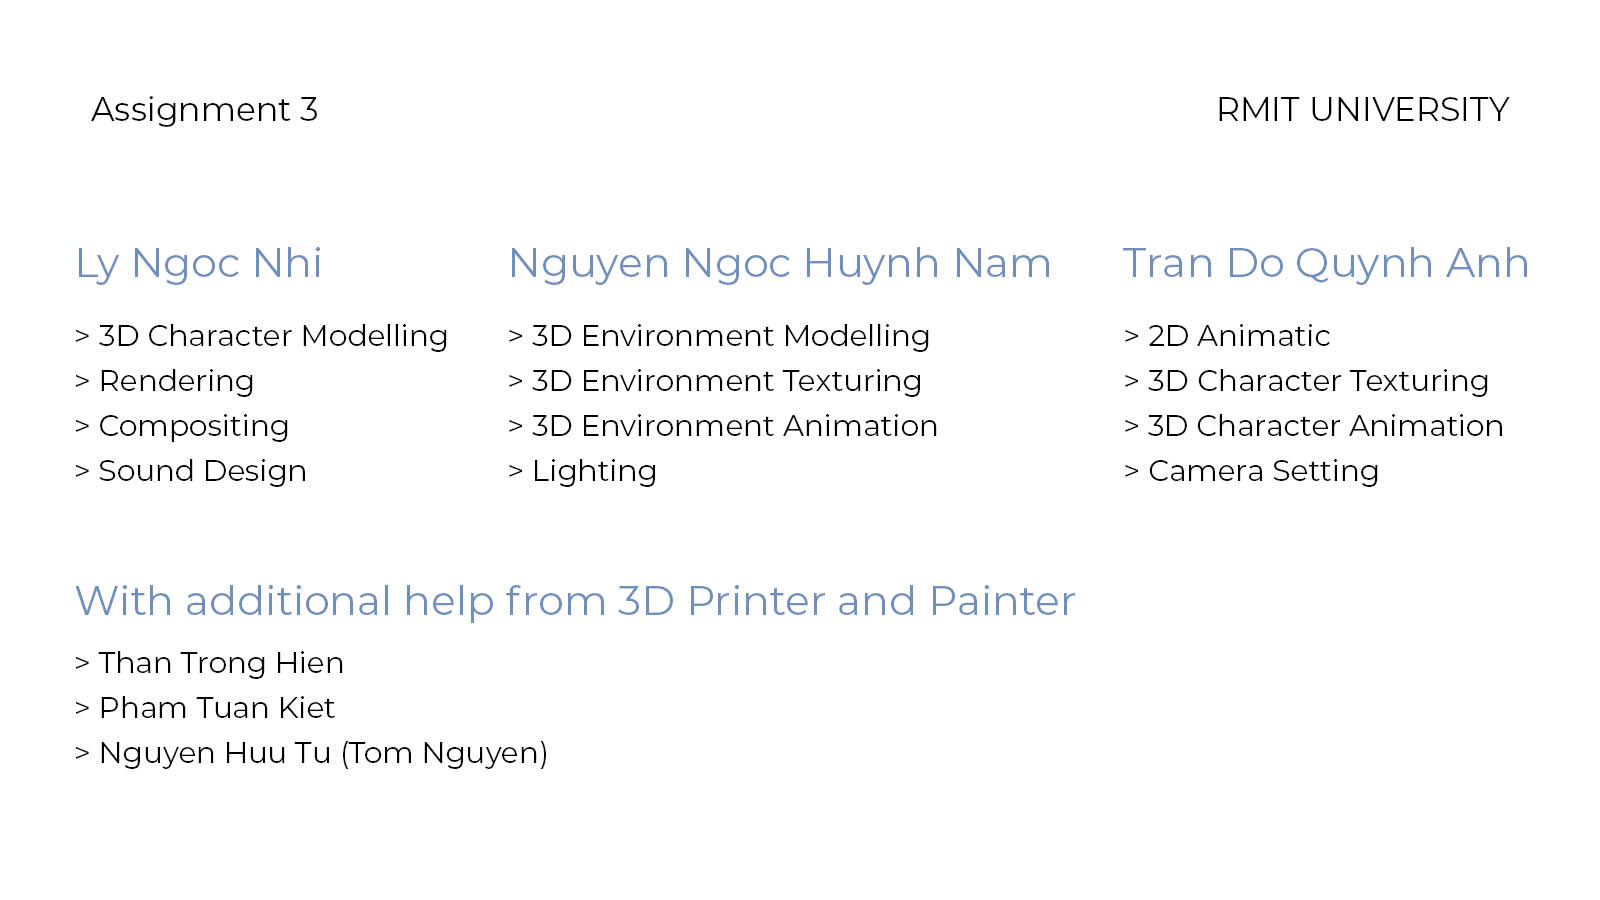 Assignment 3
RMIT UNIVERSITY
Ly Ngoc Nhi
> 3D Character Modelling
> Rendering
> Compositing
> Sound Design
Nguyen Ngoc Huynh Nam
> 3D Environment Modelling
> 3D Environment Texturing
> 3D Environment Animation
> Lighting
Tran Do Quynh Anh
> 2D Animatic
> 3D Character Texturing
> 3D Character Animation
> Camera Setting
With additional help from 3D Printer and Painter
> Than Trong Hien
> Pham Tuan Kiet
> Nguyen Huu Tu (Tom Nguyen)